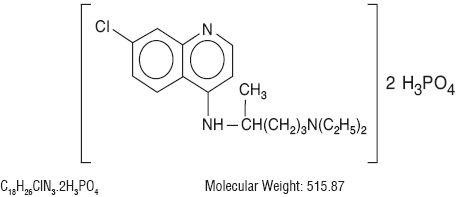 Cl
N
2 H₃PO₄
CH₃
NH–CH(CH₂)₃N(C₂H₅)₂
C₁₈H₂₆ClN₃.2H₃PO₄
Molecular Weight: 515.87